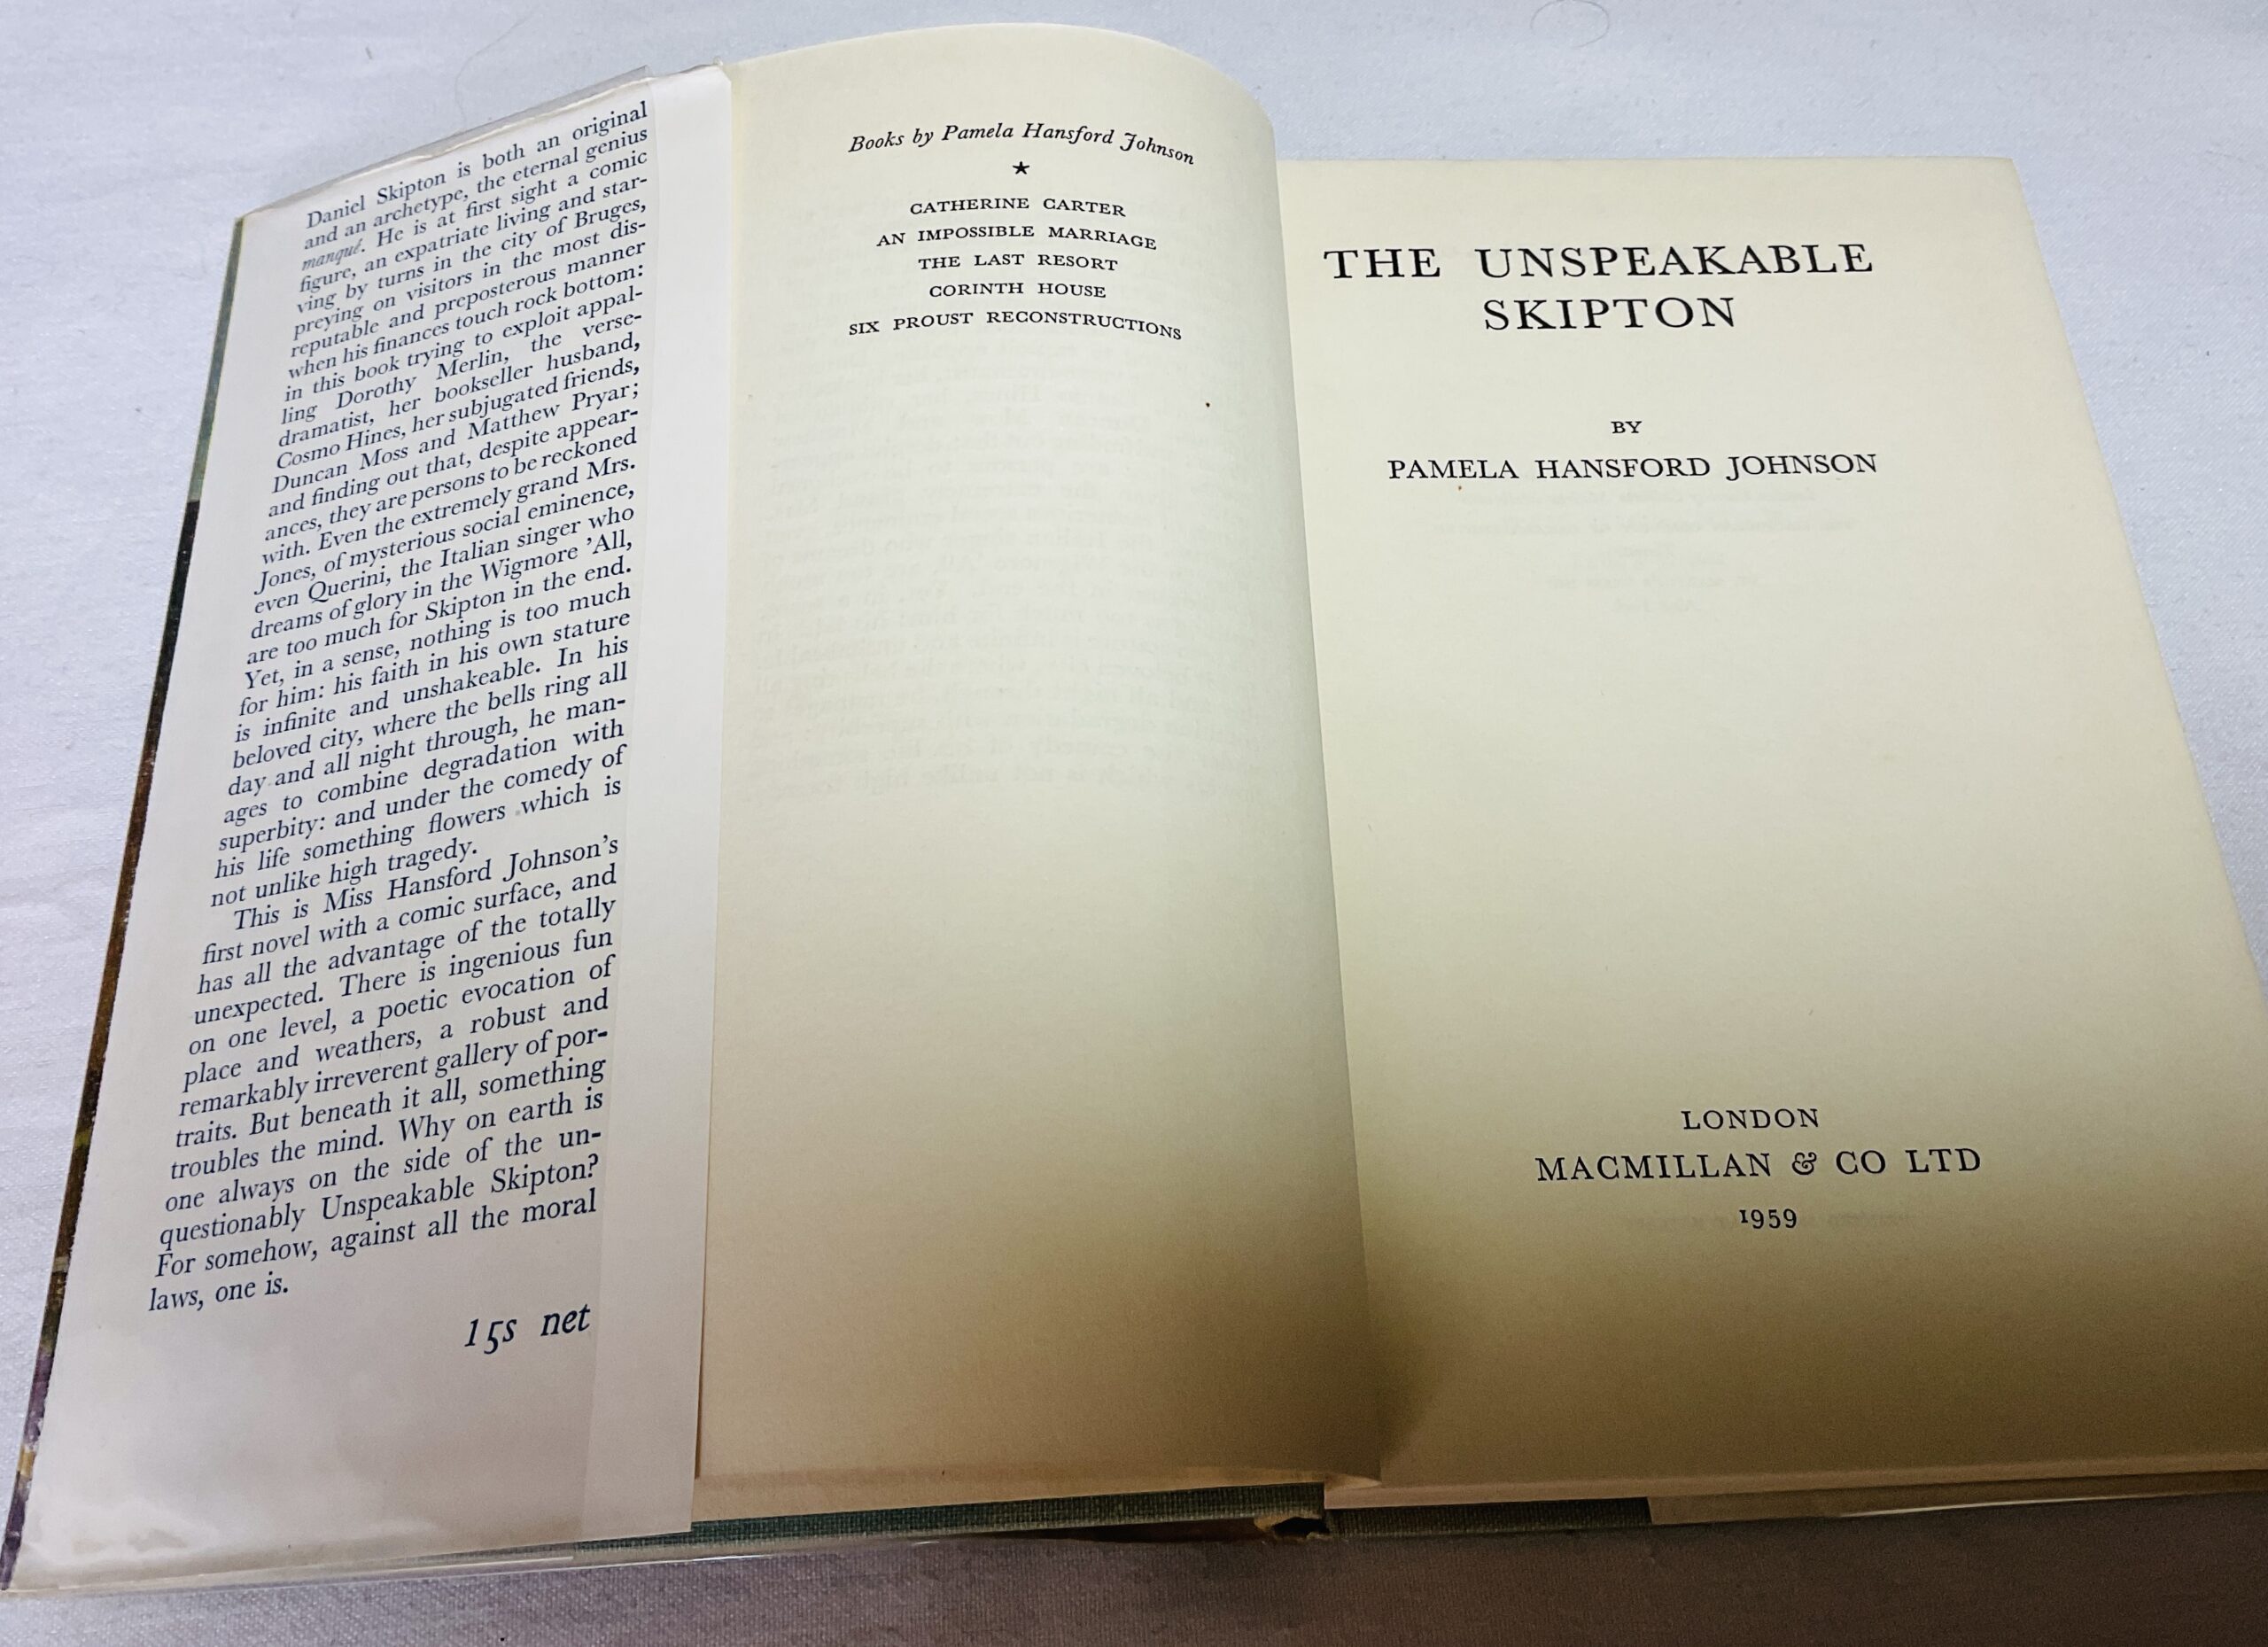 Daniel Skipton is both an original
and an archetype, the eternal genius
manqué. He is at first sight a comic
figure, an expatriate living and star-
ving by turns in the city of Bruges,
preying on visitors in the most dis-
reputable and preposterous manner
when his finances touch rock bottom:
in this book trying to exploit appal-
ling Dorothy Merlin, the verse-
dramatist, her bookseller husband,
Cosmo Hines, her subjugated friends,
Duncan Moss and Matthew Pryar;
and finding out that, despite appear-
ances, they are persons to be reckoned
with. Even the extremely grand Mrs.
Jones, of mysterious social eminence,
even Querini, the Italian singer who
dreams of glory in the Wigmore 'All,
are too much for Skipton in the end.
Yet, in a sense, nothing is too much
for him: his faith in his own stature
is infinite and unshakeable. In his
beloved city, where the bells ring all
day and all night through, he man-
ages to combine degradation with
superbity: and under the comedy of
his life something flowers which is
not unlike high tragedy.
This is Miss Hansford Johnson's
first novel with a comic surface, and
has all the advantage of the totally
unexpected. There is ingenious fun
on one level, a poetic evocation of
place and weathers, a robust and
remarkably irreverent gallery of por-
traits. But beneath it all, something
troubles the mind. Why on earth is
one always on the side of the un-
questionably Unspeakable Skipton?
For somehow, against all the moral
laws, one is.
15s net
Books by Pamela Hansford Johnson
★
CATHERINE CARTER
AN IMPOSSIBLE MARRIAGE
THE LAST RESORT
CORINTH HOUSE
SIX PROUST RECONSTRUCTIONS
THE UNSPEAKABLE
SKIPTON
BY
PAMELA HANSFORD JOHNSON
LONDON
MACMILLAN & CO LTD
1959